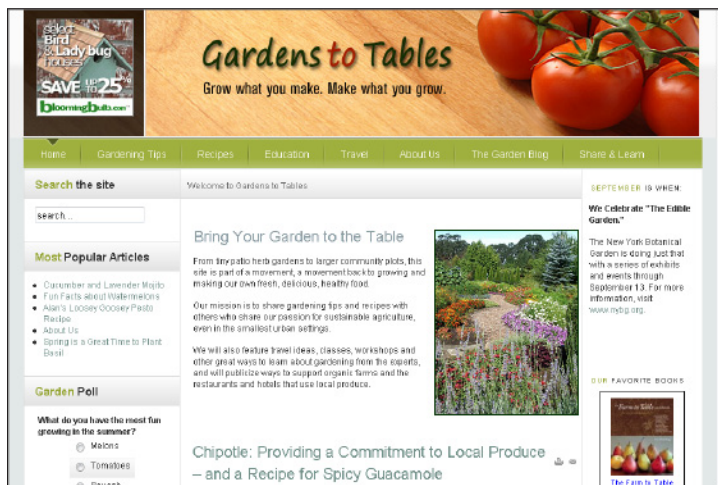 select
Bird
& Lady bug
houses
SAVE UP TO 25%
bloomingbulb.com
Gardens to Tables
Grow what you make. Make what you grow.
Home Gardening Tips Recipes Education Travel About Us The Garden Blog Share & Learn
Search the site
search...
Most Popular Articles
Cucumber and Lavender Mojito
Fun Facts about Watermelons
Alan's Loosey Goosey Pesto
Recipe
About Us
Spring is a Great Time to Plant
Basil
Garden Poll
What do you have the most fun
growing in the summer?
Melons
Tomatoes
Welcome to Gardens to Tables
Bring Your Garden to the Table
From tiny patio herb gardens to larger community plots, this
site is part of a movement, a movement back to growing and
making our own fresh, delicious, healthy food.
Our mission is to share gardening tips and recipes with
others who share our passion for sustainable agriculture,
even in the smallest urban settings.
We will also feature travel ideas, classes, workshops and
other great ways to learn about gardening from the experts,
and will publicize ways to support organic farms and the
restaurants and hotels that use local produce.
Chipotle: Providing a Commitment to Local Produce
– and a Recipe for Spicy Guacamole
SEPTEMBER IS WHEN:
We Celebrate "The Edible
Garden."
The New York Botanical
Garden is doing just that
with a series of exhibits
and events through
September 13. For more
information, visit
www.nybg.org.
OUR FAVORITE BOOKS
The Farm to Table